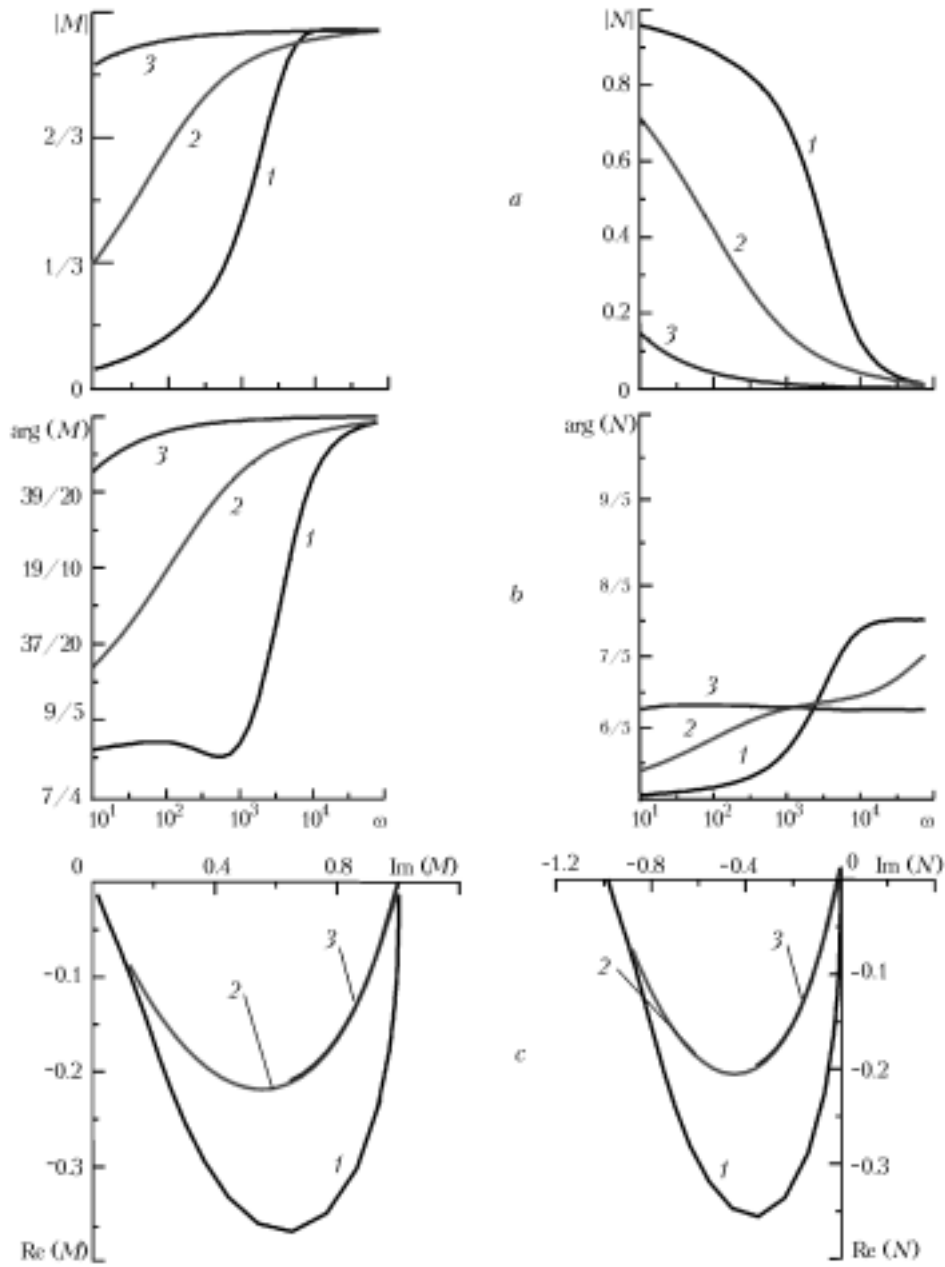 |M|
3
2/3
2
1
1/3
0
|N|
0.8
1
0.6
a
0.4
2
0.2
3
0
ω
arg (M)
3
39/20
2
1
19/10
37/20
9/5
7/4
10¹ 10² 10³ 10⁴ ω
arg (N)
9/5
b
8/5
7/5
3
6/5
2
1
10¹ 10² 10³ 10⁴ ω
0 0.4 0.8 Im (M)
3
-0.1
2
-0.2
-0.3
1
Re (M)
-1.2 -0.8 -0.4 0 Im (N)
3
2
-0.1
c
-0.2
1
-0.3
Re (N)